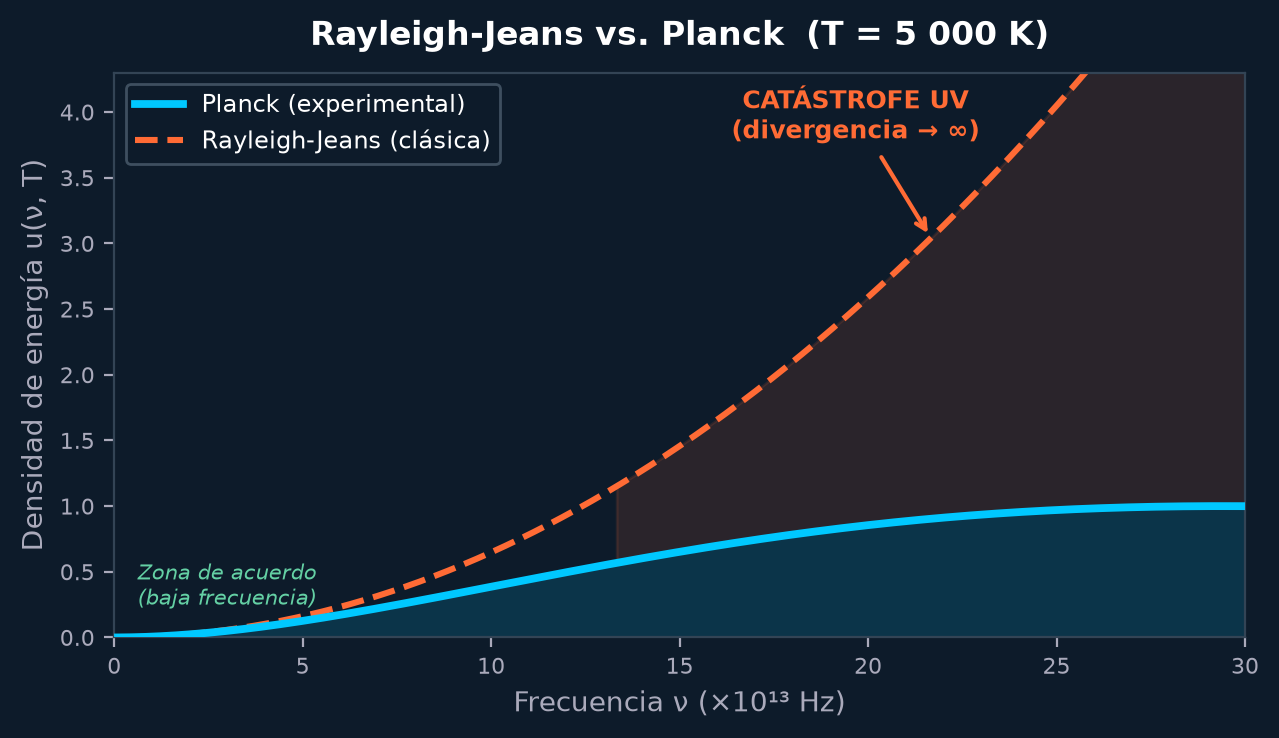 Rayleigh-Jeans vs. Planck (T = 5 000 K)
Planck (experimental)
Rayleigh-Jeans (clásica)
CATÁSTROFE UV
(divergencia → ∞)
Zona de acuerdo
(baja frecuencia)
Densidad de energía u(ν, T)
4.0
3.5
3.0
2.5
2.0
1.5
1.0
0.5
0.0
0 5 10 15 20 25 30
Frecuencia ν (×10¹³ Hz)